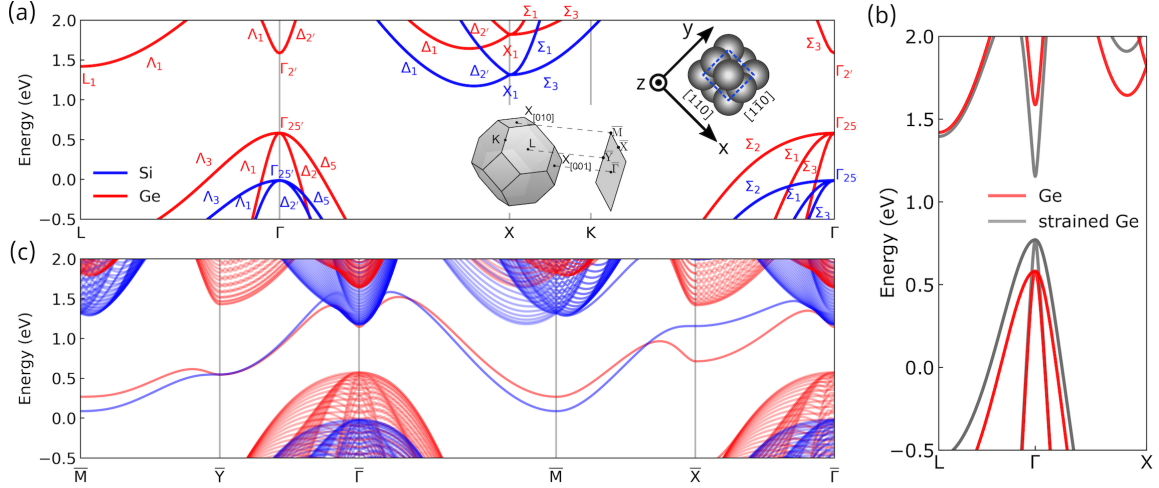 (a)
Energy (eV)
2.0
1.5
1.0
0.5
0.0
−0.5
L₁
Λ₁
Λ₁
Δ₂'
Γ₂'
Γ₂₅'
Λ₃
Λ₁
Δ₂'
Δ₅
Γ₂₅'
Λ₃
Λ₁
Δ₂'
Δ₅
Si
Ge
Δ₁
Δ₂'
X₁
Σ₁
Σ₃
Δ₁
Δ₂'
X₁
Σ₁
Σ₃
X[010]
K
L
X[001]
M̅
X̅
Y̅
Γ̅
y
z
x
[110]
[11̅0]
Σ₃
Γ₂'
Γ₂₅
Σ₂
Σ₁
Σ₃
Γ₂₅
Σ₂
Σ₁
Σ₃
L
Γ
X
K
Γ
(b)
Energy (eV)
2.0
1.5
1.0
0.5
0.0
−0.5
Ge
strained Ge
L
Γ
X
(c)
Energy (eV)
2.0
1.5
1.0
0.5
0.0
−0.5
M̅
Y̅
Γ̅
M̅
X̅
Γ̅